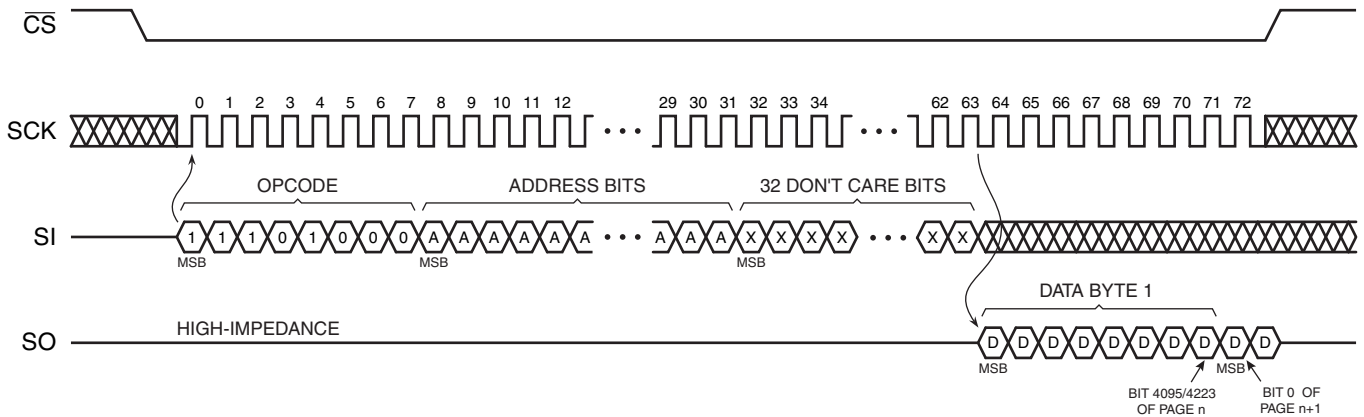 CS
0 1 2 3 4 5 6 7 8 9 10 11 12 29 30 31 32 33 34 62 63 64 65 66 67 68 69 70 71 72
SCK
OPCODE ADDRESS BITS 32 DON'T CARE BITS
SI 1 1 1 0 1 0 0 0 A A A A A A A A A X X X X X X
MSB MSB MSB
DATA BYTE 1
HIGH-IMPEDANCE
SO D D D D D D D D D D
MSB MSB
BIT 4095/4223
OF PAGE n
BIT 0 OF
PAGE n+1